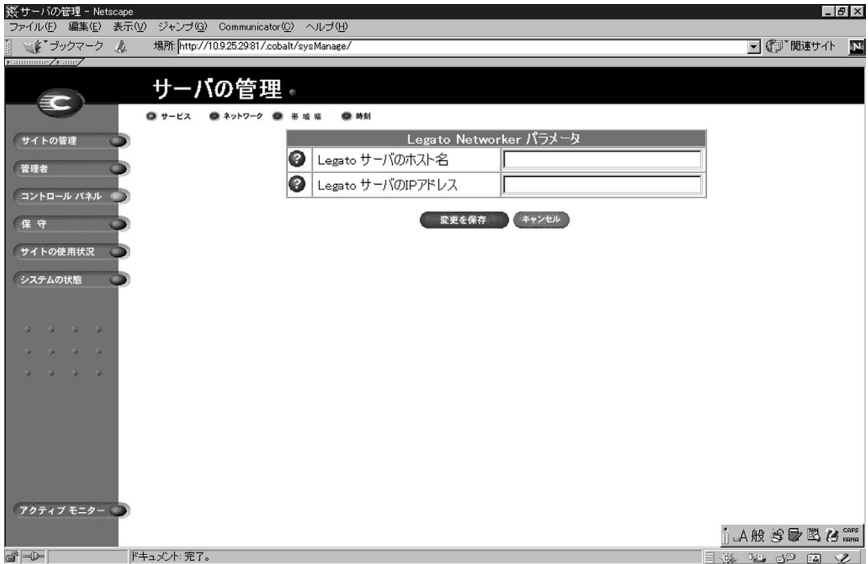 サーバの管理 - Netscape
ファイル(F) 編集(E) 表示(V) ジャンプ(G) Communicator(C) ヘルプ(H)
ブックマーク 場所: http://10.9.25.29:81/.cobalt/sysManage/ 関連サイト N
サーバの管理
サービス ネットワーク 帯域幅 時刻
サイトの管理
管理者
コントロール パネル
保 守
サイトの使用状況
システムの状態
アクティブ モニター
Legato Networker パラメータ
? Legato サーバのホスト名
? Legato サーバのIPアドレス
変更を保存 キャンセル
A 般 CAPS
KANA
ドキュメント: 完了。